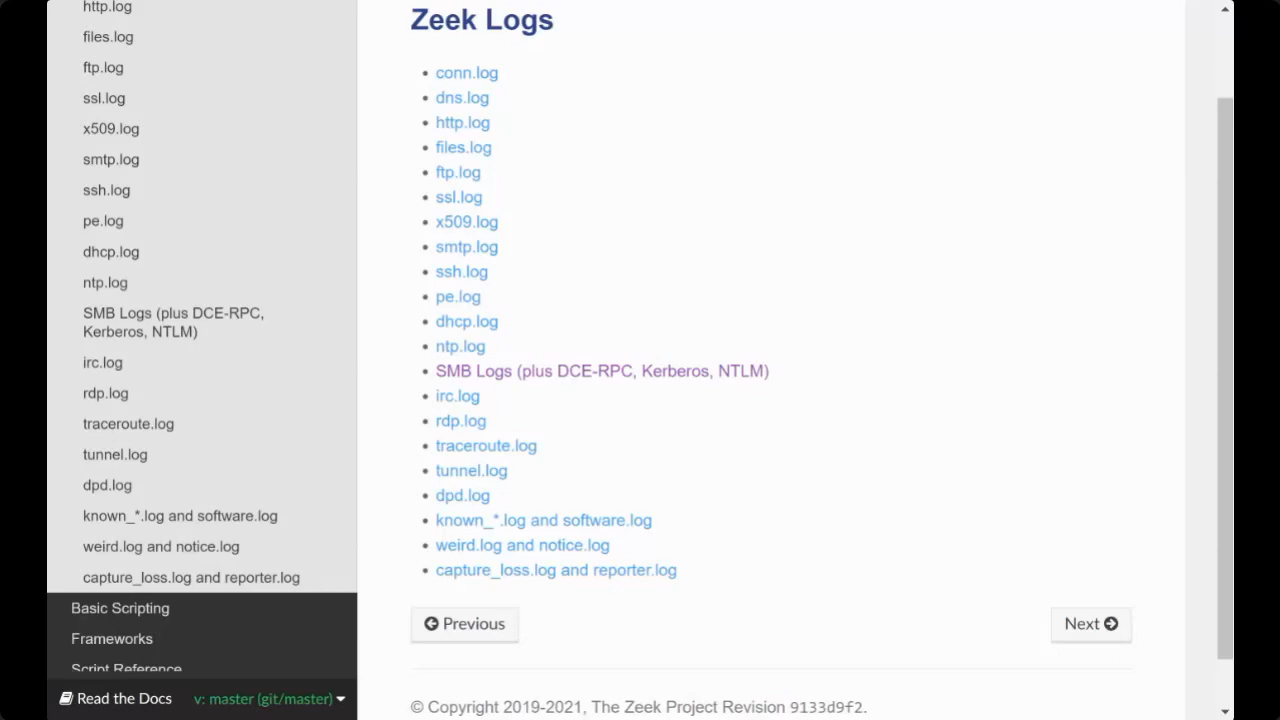 http.log
files.log
ftp.log
ssl.log
x509.log
smtp.log
ssh.log
pe.log
dhcp.log
ntp.log
SMB Logs (plus DCE-RPC,
Kerberos, NTLM)
irc.log
rdp.log
traceroute.log
tunnel.log
dpd.log
known_*.log and software.log
weird.log and notice.log
capture_loss.log and reporter.log
Basic Scripting
Frameworks
Script Reference
Read the Docs
v: master (git/master)
Zeek Logs
conn.log
dns.log
http.log
files.log
ftp.log
ssl.log
x509.log
smtp.log
ssh.log
pe.log
dhcp.log
ntp.log
SMB Logs (plus DCE-RPC, Kerberos, NTLM)
irc.log
rdp.log
traceroute.log
tunnel.log
dpd.log
known_*.log and software.log
weird.log and notice.log
capture_loss.log and reporter.log
Previous
Next
© Copyright 2019-2021, The Zeek Project Revision 9133d9f2.